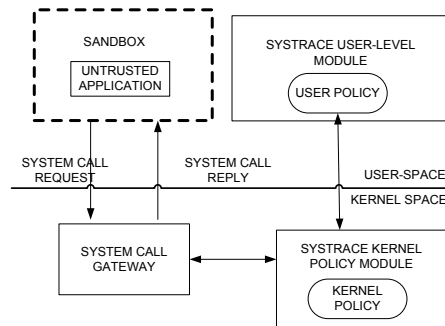 SANDBOX
UNTRUSTED
APPLICATION
SYSTRACE USER-LEVEL
MODULE
USER POLICY
SYSTEM CALL
REQUEST
SYSTEM CALL
REPLY
USER-SPACE
KERNEL SPACE
SYSTEM CALL
GATEWAY
SYSTRACE KERNEL
POLICY MODULE
KERNEL
POLICY